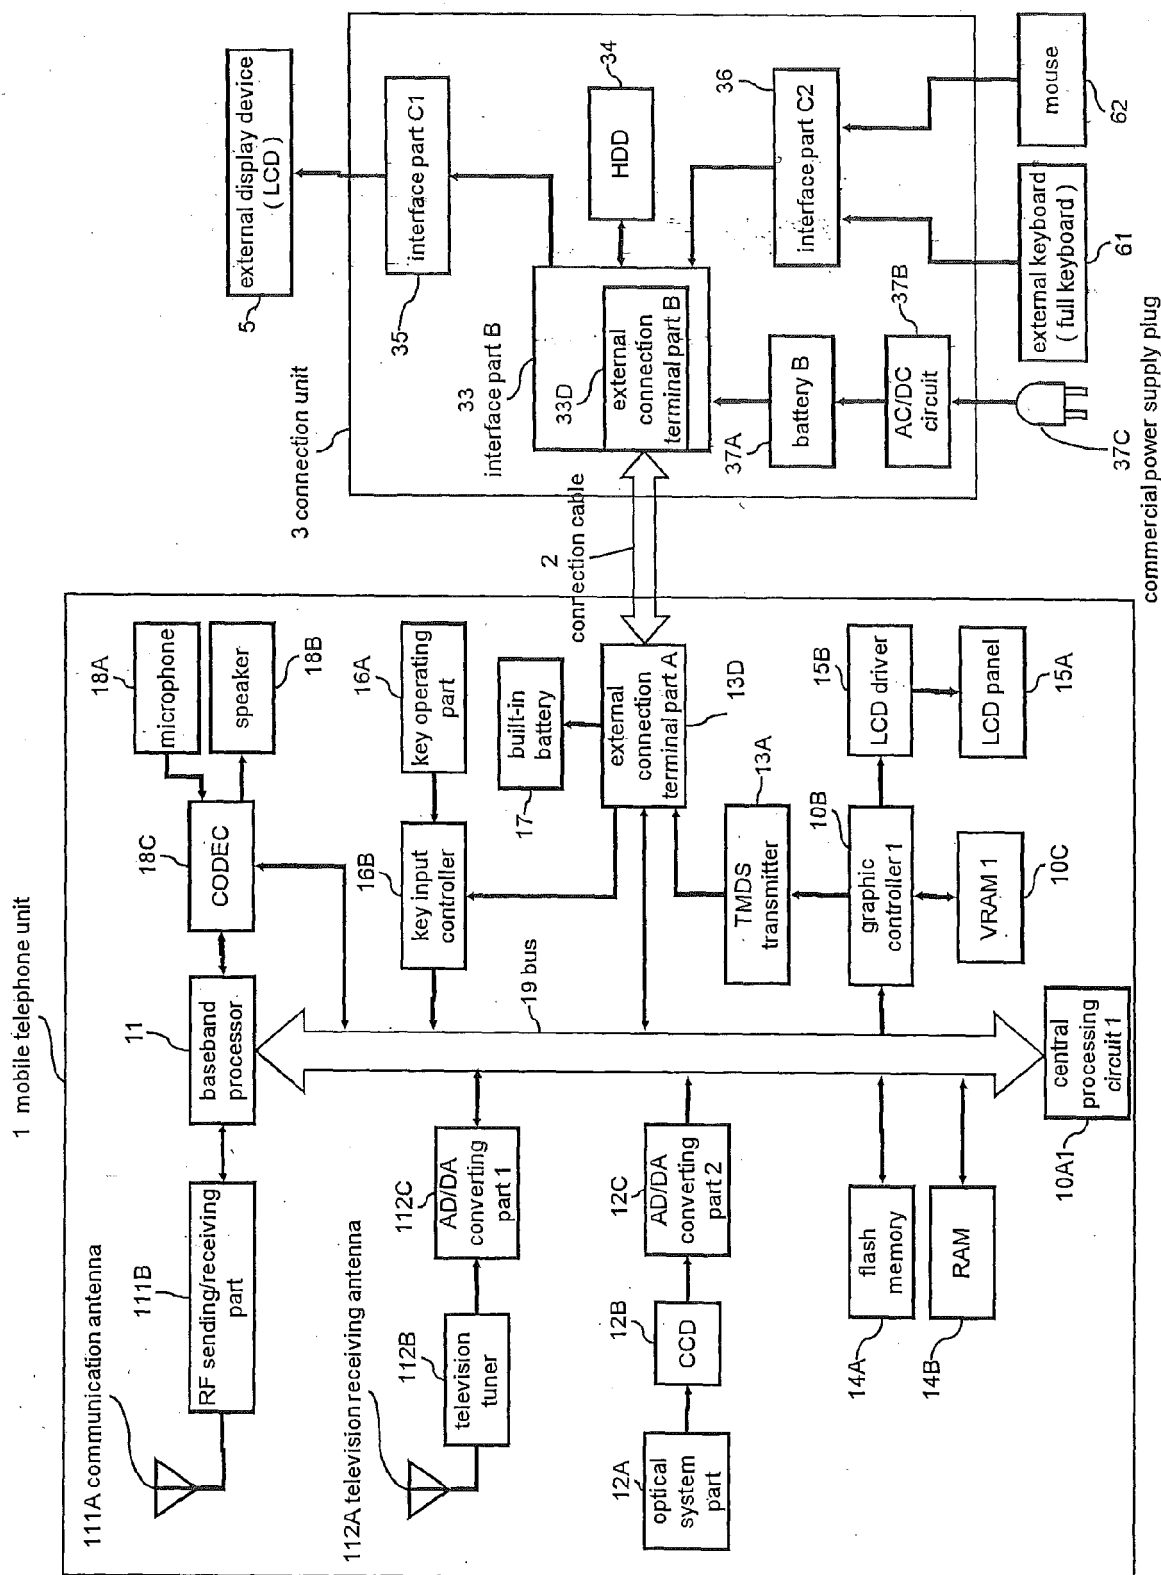 1 mobile telephone unit
111A communication antenna
111B
RF sending/receiving
part
11
baseband
processor
18C
CODEC
18A
microphone
speaker
18B
112A television receiving antenna
112B
television
tuner
112C
AD/DA
converting
part 1
19 bus
16B
key input
controller
16A
key operating
part
17
built-in
battery
12A
optical
system
part
12B
CCD
12C
AD/DA
converting
part 2
external
connection
terminal part A
13D
TMDS
transmitter
13A
14A
flash
memory
14B
RAM
10A1
central
processing
circuit 1
10B
graphic
controller 1
VRAM 1
10C
15B
LCD driver
LCD panel
15A
2
connection cable
3 connection unit
5
external display device
( LCD )
35
interface part C1
33
interface part B
33D
external
connection
terminal part B
34
HDD
36
interface part C2
37A
battery B
37B
AC/DC
circuit
37C
commercial power supply plug
61
external keyboard
( full keyboard )
mouse
62